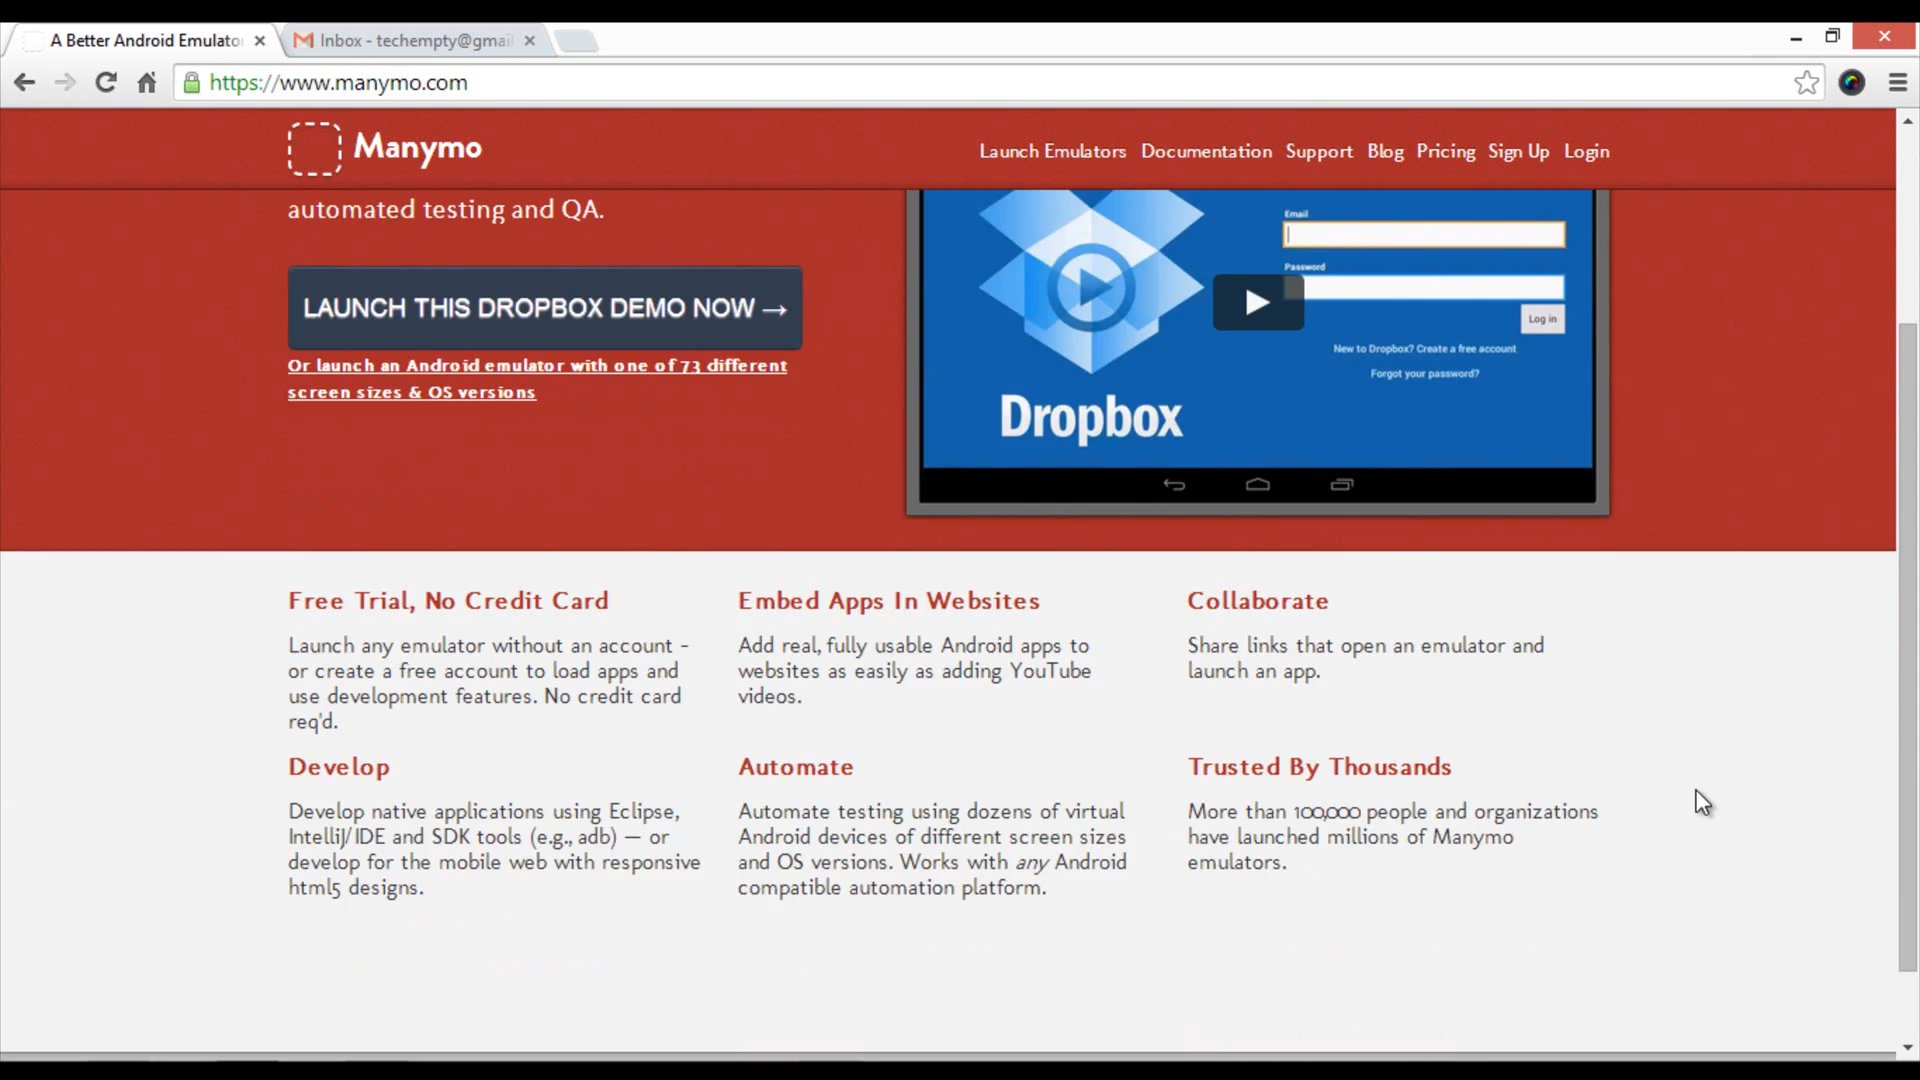 A Better Android Emulato
Inbox - techempty@gmai
https://www.manymo.com
Manymo
Launch Emulators Documentation Support Blog Pricing Sign Up Login
automated testing and QA.
LAUNCH THIS DROPBOX DEMO NOW →
Or launch an Android emulator with one of 73 different
screen sizes & OS versions
Email
Password
Log in
New to Dropbox? Create a free account
Forgot your password?
Dropbox
Free Trial, No Credit Card
Launch any emulator without an account -
or create a free account to load apps and
use development features. No credit card
req'd.
Embed Apps In Websites
Add real, fully usable Android apps to
websites as easily as adding YouTube
videos.
Collaborate
Share links that open an emulator and
launch an app.
Develop
Develop native applications using Eclipse,
IntelliJ/IDE and SDK tools (e.g., adb) — or
develop for the mobile web with responsive
html5 designs.
Automate
Automate testing using dozens of virtual
Android devices of different screen sizes
and OS versions. Works with any Android
compatible automation platform.
Trusted By Thousands
More than 100,000 people and organizations
have launched millions of Manymo
emulators.